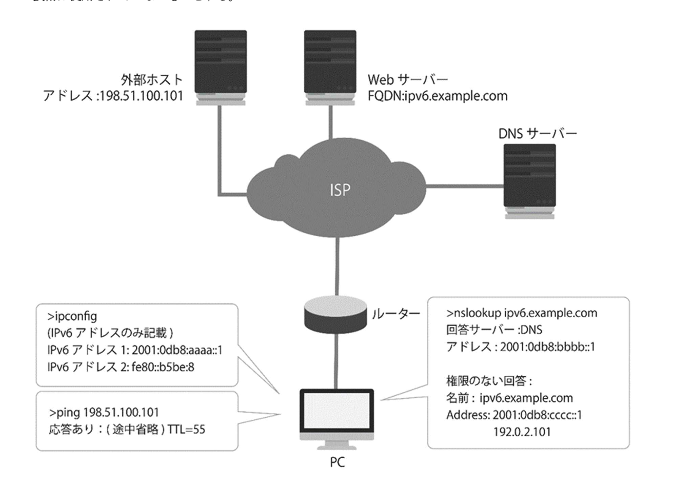 外部ホスト
アドレス :198.51.100.101
Web サーバー
FQDN:ipv6.example.com
DNS サーバー
ISP
ルーター
>ipconfig
(IPv6 アドレスのみ記載 )
IPv6 アドレス 1: 2001:0db8:aaaa::1
IPv6 アドレス 2: fe80::b5be:8
>ping 198.51.100.101
応答あり：( 途中省略 ) TTL=55
>nslookup ipv6.example.com
回答サーバー :DNS
アドレス : 2001:0db8:bbbb::1
権限のない回答 :
名前 : ipv6.example.com
Address: 2001:0db8:cccc::1
192.0.2.101
PC